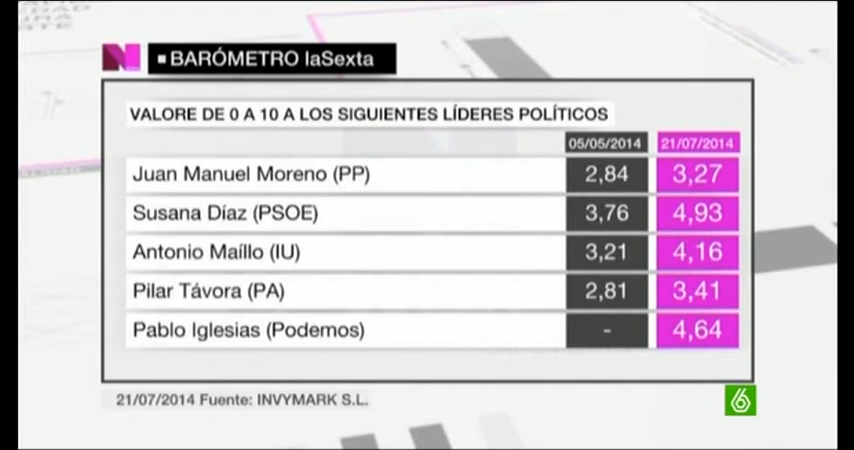 BARÓMETRO laSexta
VALORE DE 0 A 10 A LOS SIGUIENTES LÍDERES POLÍTICOS
05/05/2014 21/07/2014
Juan Manuel Moreno (PP) 2,84 3,27
Susana Díaz (PSOE) 3,76 4,93
Antonio Maíllo (IU) 3,21 4,16
Pilar Távora (PA) 2,81 3,41
Pablo Iglesias (Podemos) - 4,64
21/07/2014 Fuente: INVYMARK S.L.
6